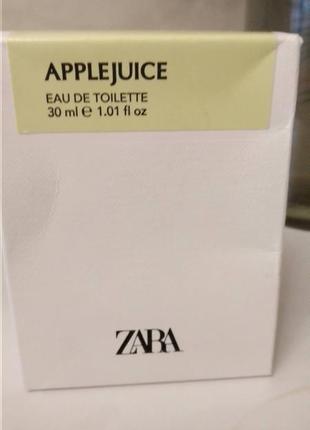 APPLEJUICE
EAU DE TOILETTE
30 ml e 1.01 fl oz
ZARA